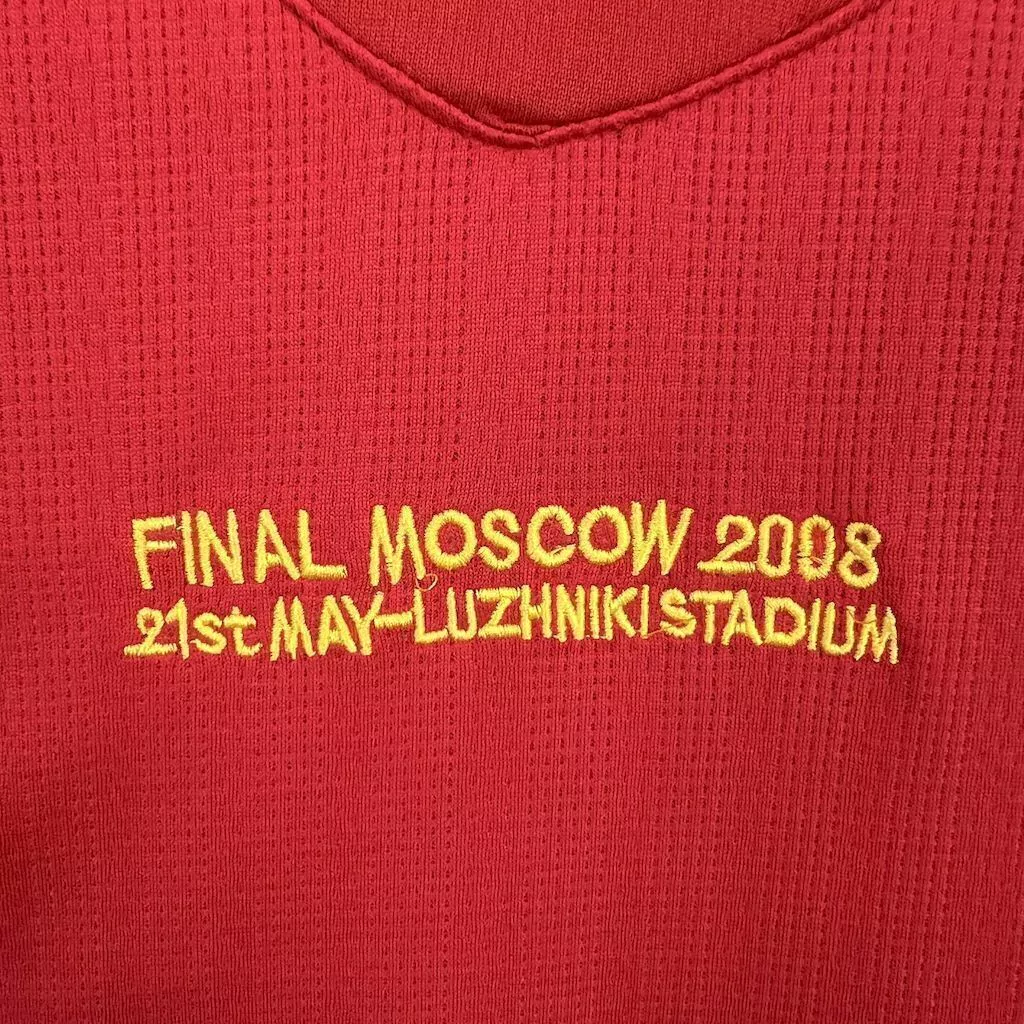 FINAL MOSCOW 2008
21st MAY-LUZHNIKI STADIUM